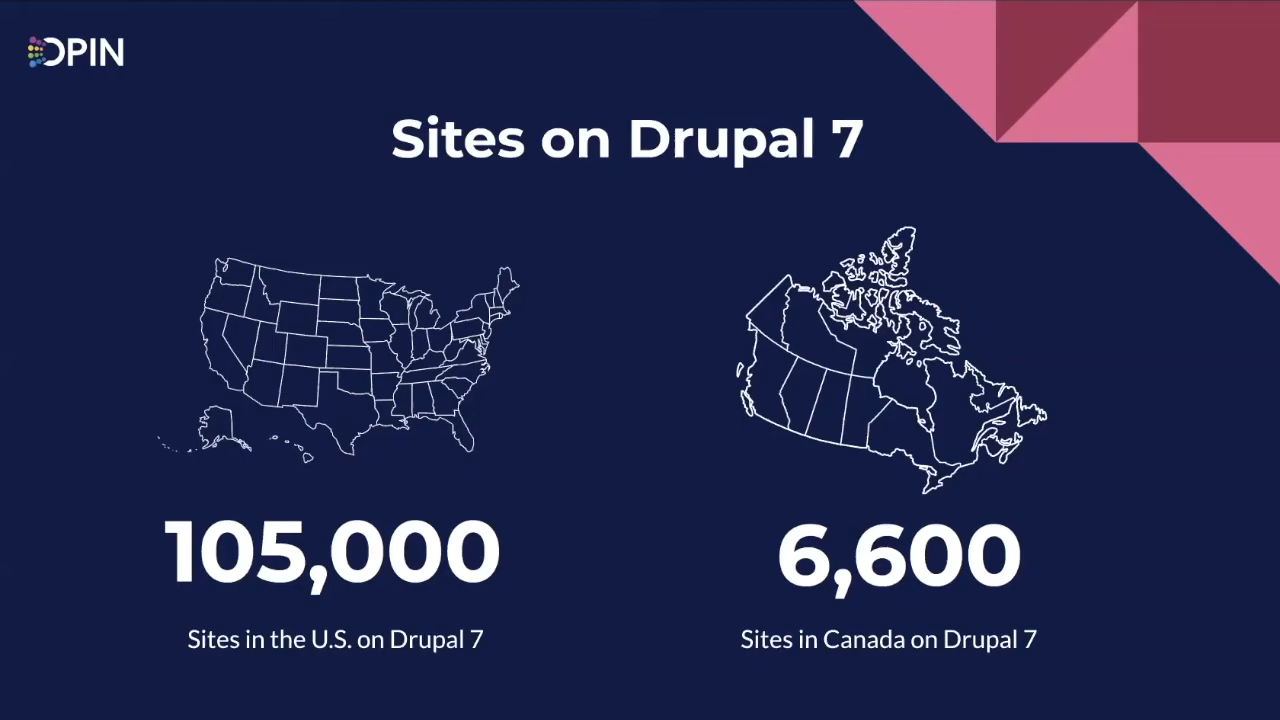 OPIN
Sites on Drupal 7
105,000
6,600
Sites in the U.S. on Drupal 7
Sites in Canada on Drupal 7